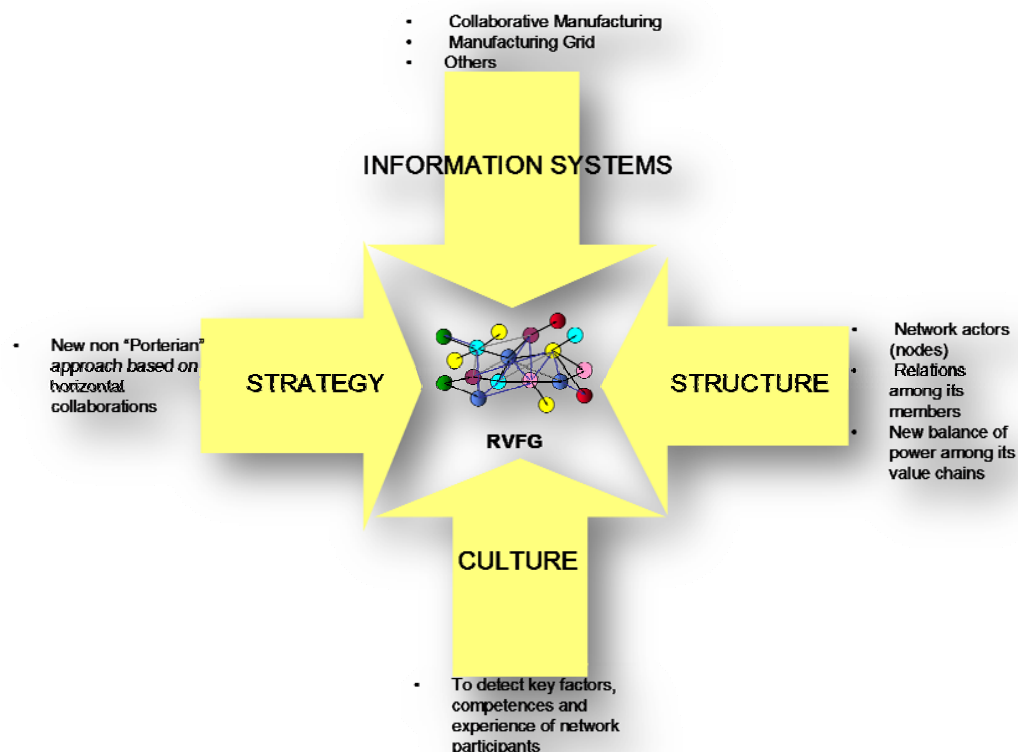 • Collaborative Manufacturing
• Manufacturing Grid
• Others
INFORMATION SYSTEMS
• New non “Porterian”
approach based on
horizontal
collaborations
STRATEGY
RVFG
STRUCTURE
• Network actors
(nodes)
• Relations
among its
members
• New balance of
power among its
value chains
CULTURE
• To detect key factors,
competences and
experience of network
participants